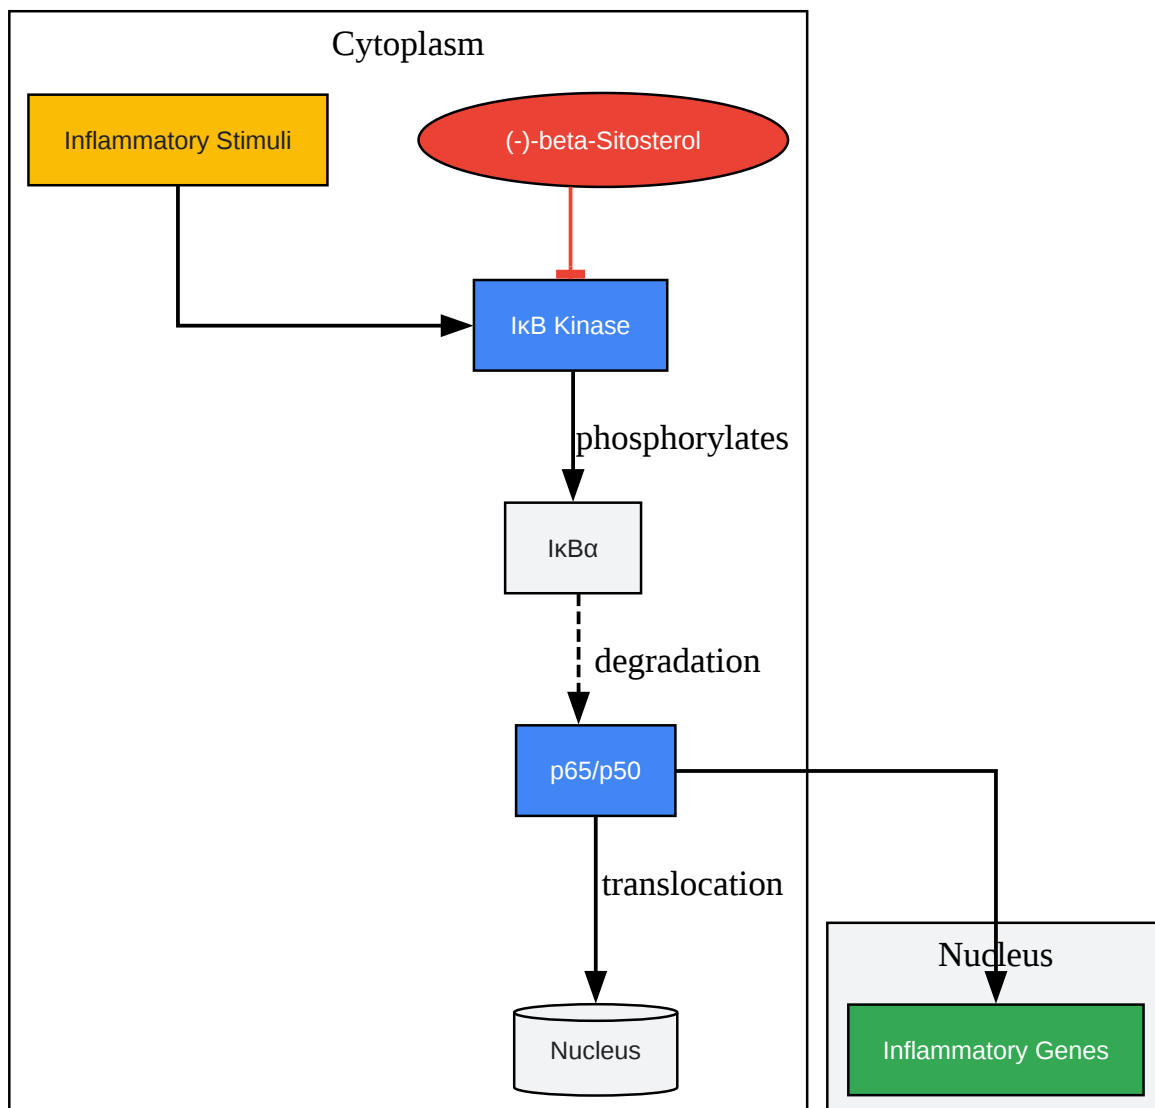 Cytoplasm
Inflammatory Stimuli
(-)-beta-Sitosterol
IκB Kinase
phosphorylates
IκBα
degradation
p65/p50
translocation
Nucleus
Nucleus
Inflammatory Genes